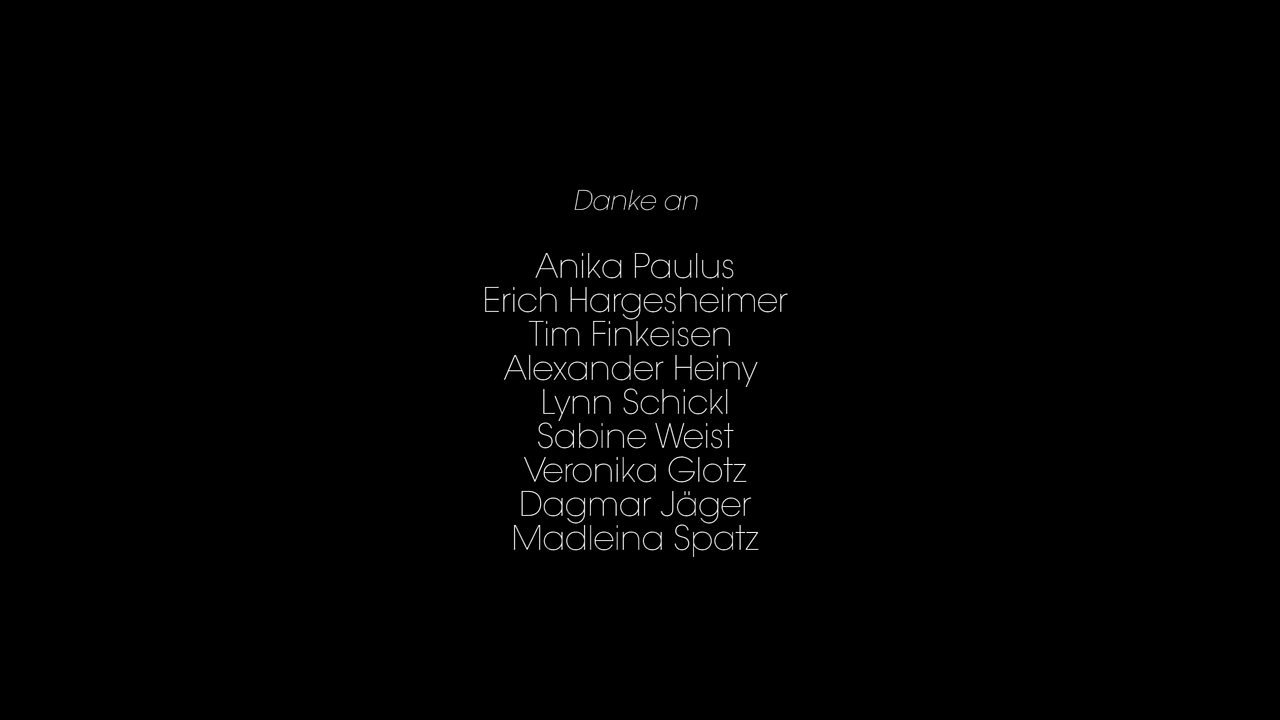 Danke an
Anika Paulus
Erich Hargesheimer
Tim Finkeisen
Alexander Heiny
Lynn Schickl
Sabine Weist
Veronika Glotz
Dagmar Jäger
Madleina Spatz